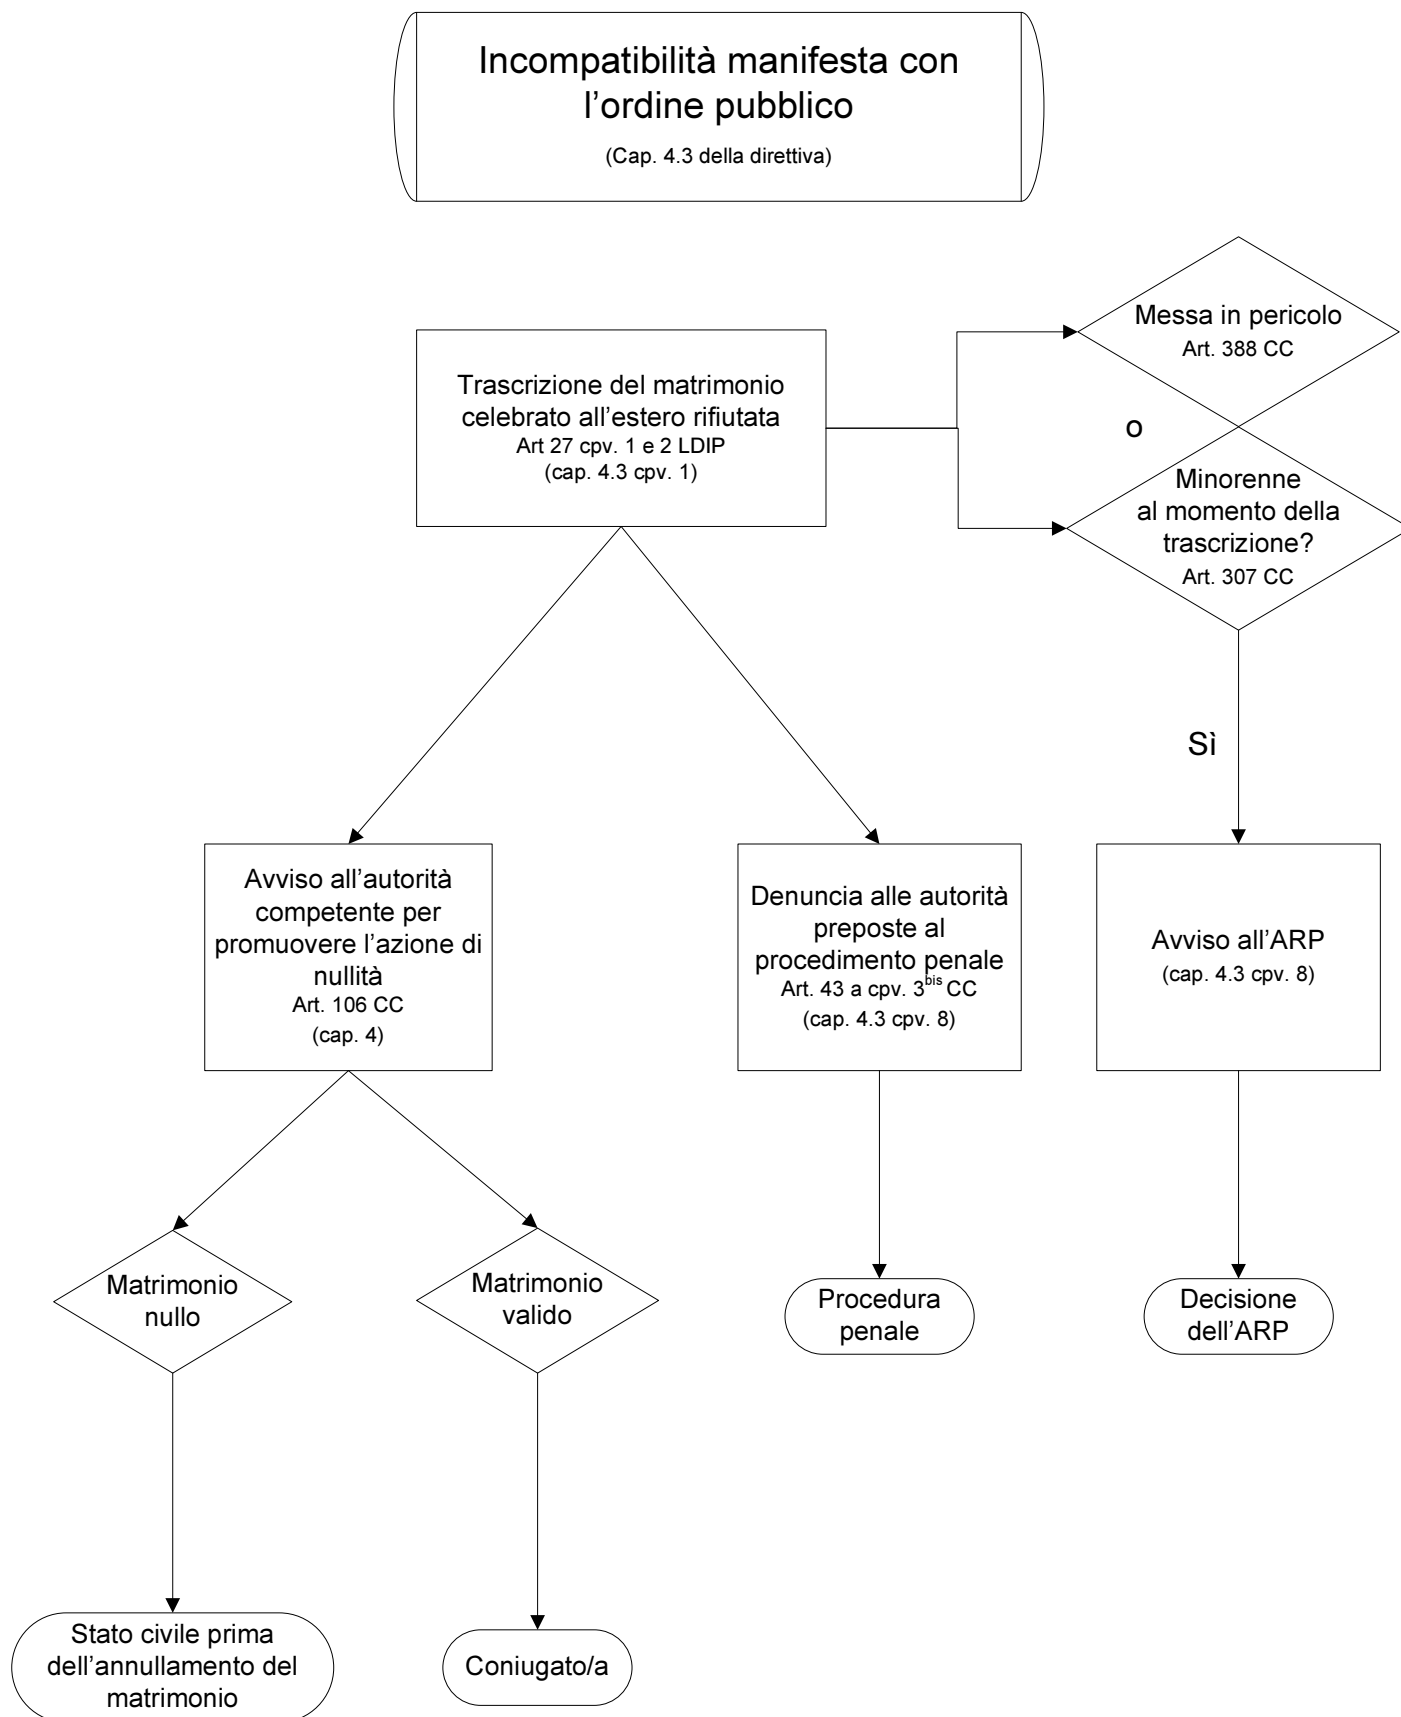 Incompatibilità manifesta con
l'ordine pubblico
(Cap. 4.3 della direttiva)
Messa in pericolo
Art. 388 CC
Trascrizione del matrimonio
celebrato all'estero rifiutata
Art 27 cpv. 1 e 2 LDIP
(cap. 4.3 cpv. 1)
o
Minorenne
al momento della
trascrizione?
Art. 307 CC
Sì
Avviso all'autorità
competente per
promuovere l'azione di
nullità
Art. 106 CC
(cap. 4)
Denuncia alle autorità
preposte al
procedimento penale
Art. 43 a cpv. 3bis CC
(cap. 4.3 cpv. 8)
Avviso all'ARP
(cap. 4.3 cpv. 8)
Matrimonio
nullo
Matrimonio
valido
Procedura
penale
Decisione
dell'ARP
Stato civile prima
dell'annullamento del
matrimonio
Coniugato/a